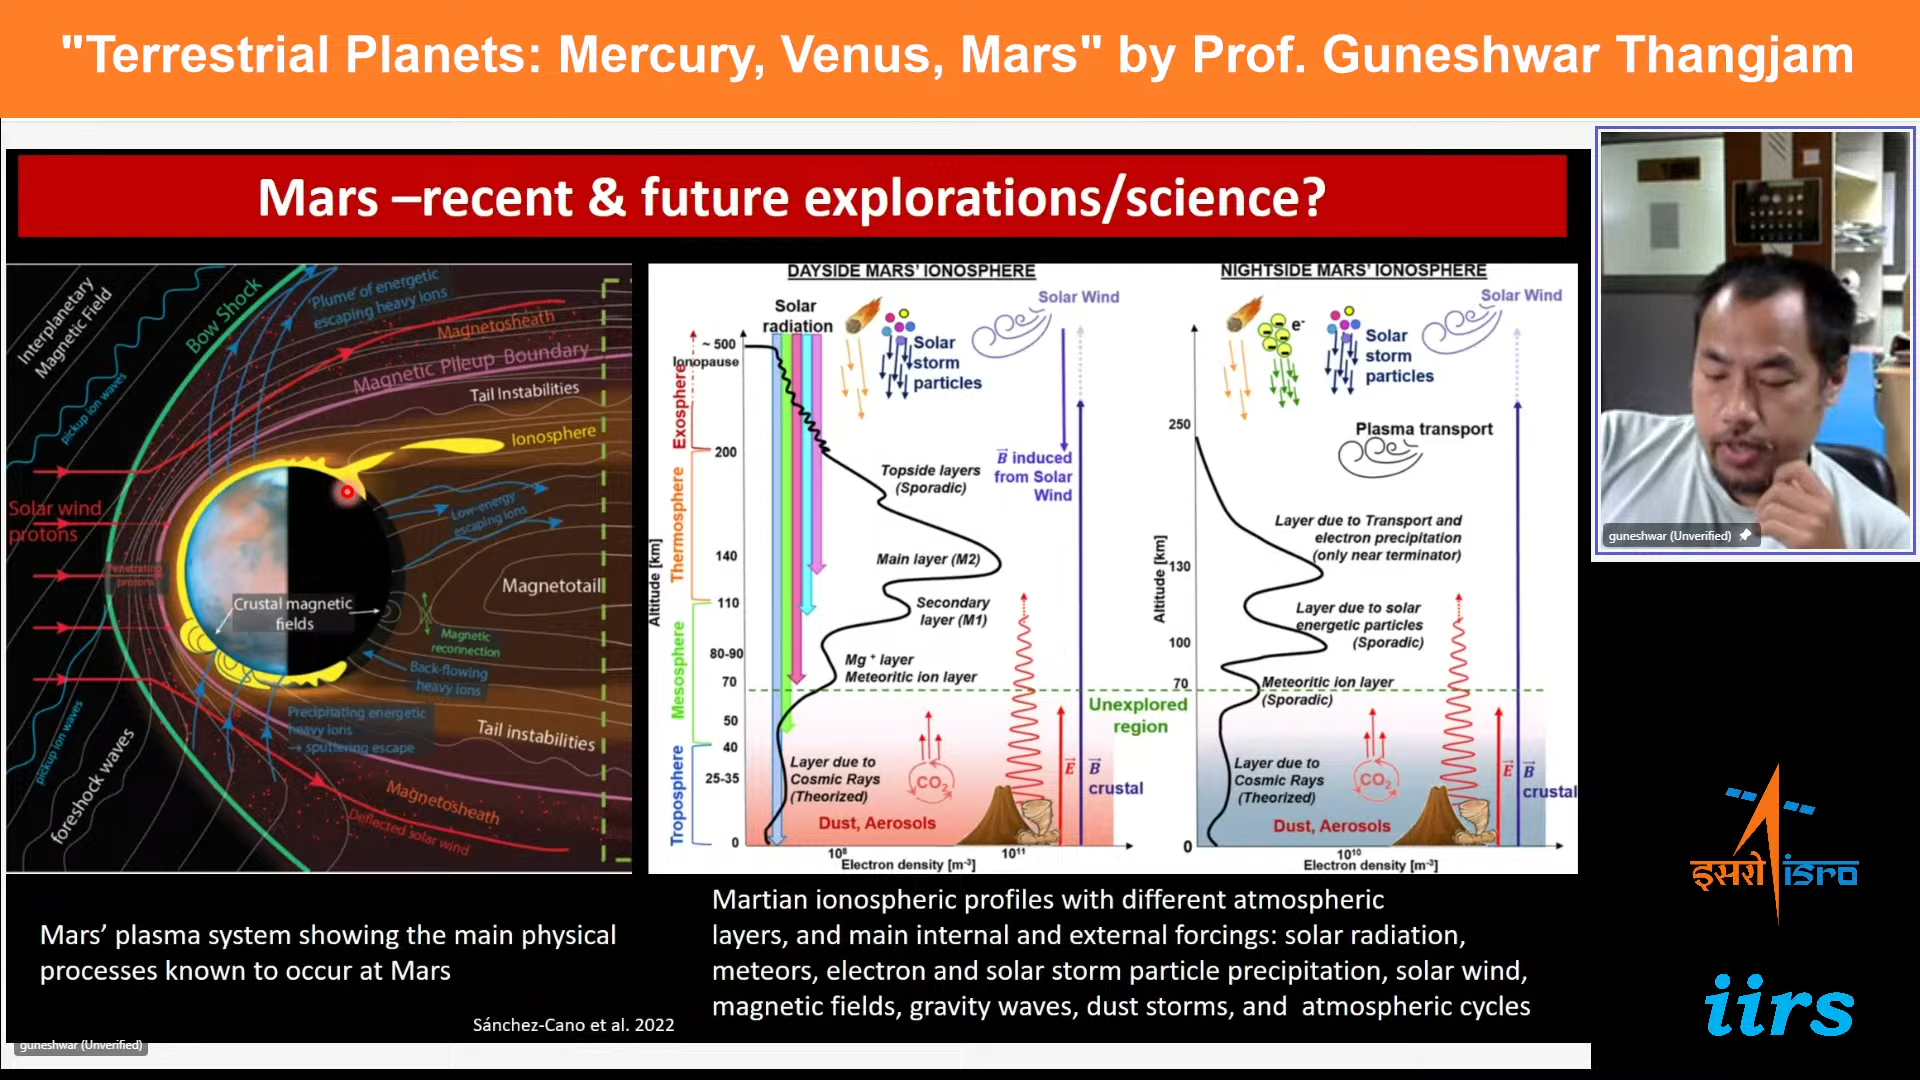 "Terrestrial Planets: Mercury, Venus, Mars" by Prof. Guneshwar Thangjam
Mars –recent & future explorations/science?
Interplanetary
Magnetic Field
Bow Shock
'Plume' of energetic
escaping heavy ions
Magnetosheath
Magnetic Pileup Boundary
Tail Instabilities
pickup ion waves
Ionosphere
Solar wind
protons
Low-energy
escaping ions
Penetrating
protons
Magnetotail
Crustal magnetic
fields
Magnetic
reconnection
Back-flowing
heavy ions
Precipitating energetic
heavy ions
→ sputtering escape
Tail instabilities
pickup ion waves
foreshock waves
Magnetosheath
Deflected solar wind
DAYSIDE MARS' IONOSPHERE
Solar
radiation
Solar Wind
Solar
storm
particles
~ 500
Ionopause
200
140
110
80-90
70
50
40
25-35
0
Exosphere
Thermosphere
Mesosphere
Troposphere
Altitude [km]
Topside layers
(Sporadic)
B induced
from Solar
Wind
Main layer (M2)
Secondary
layer (M1)
Mg + layer
Meteoritic ion layer
Unexplored
region
Layer due to
Cosmic Rays
(Theorized)
CO2
E
B
crustal
Dust, Aerosols
10⁸
10¹¹
Electron density [m-3]
NIGHTSIDE MARS' IONOSPHERE
e-
Solar
storm
particles
Solar Wind
Plasma transport
250
130
100
70
0
Altitude [km]
Layer due to Transport and
electron precipitation
(only near terminator)
Layer due to solar
energetic particles
(Sporadic)
Meteoritic ion layer
(Sporadic)
Layer due to
Cosmic Rays
(Theorized)
CO2
E
B
crustal
Dust, Aerosols
10¹⁰
Electron density [m-3]
Mars' plasma system showing the main physical
processes known to occur at Mars
Sánchez-Cano et al. 2022
Martian ionospheric profiles with different atmospheric
layers, and main internal and external forcings: solar radiation,
meteors, electron and solar storm particle precipitation, solar wind,
magnetic fields, gravity waves, dust storms, and atmospheric cycles
guneshwar (Unverified)
guneshwar (Unverified)
इसरो isro
iirs